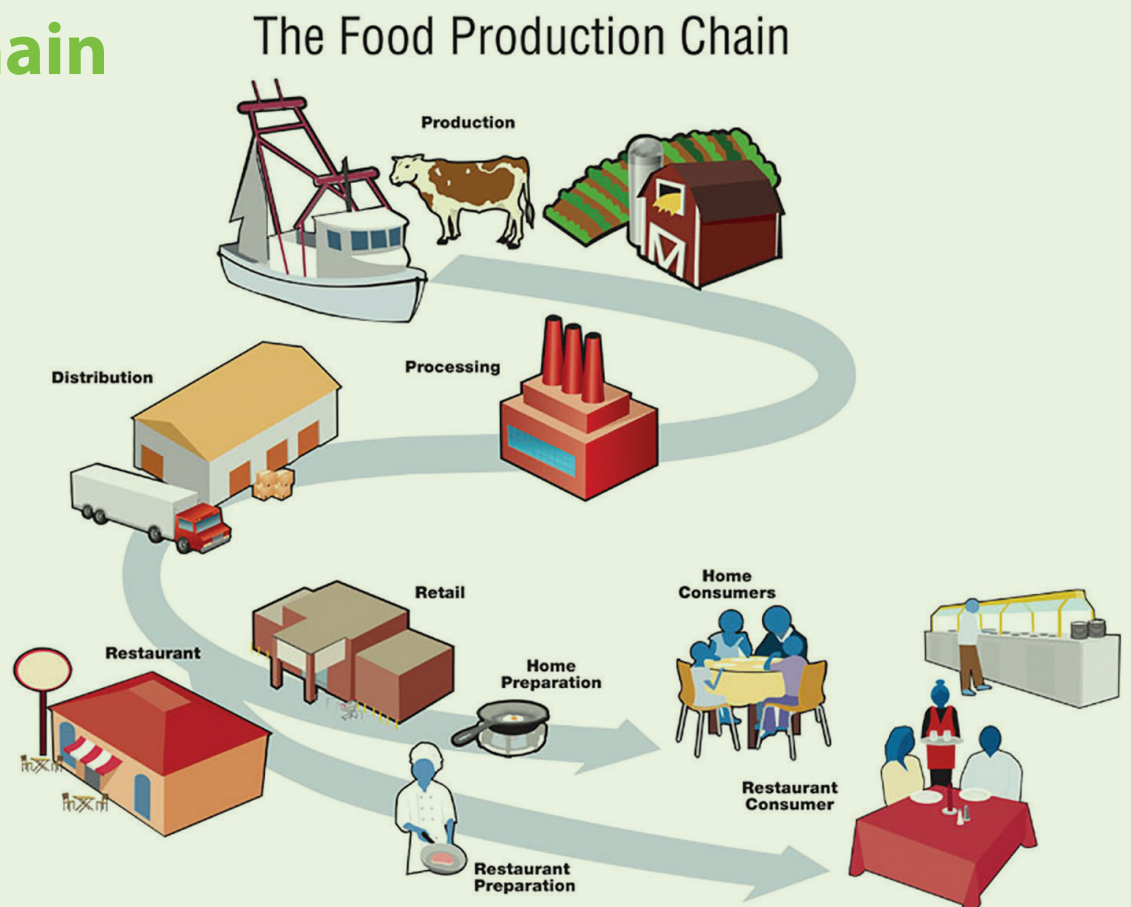 ain
The Food Production Chain
Production
Distribution
Processing
Retail
Restaurant
Home
Preparation
Home
Consumers
Restaurant
Consumer
Restaurant
Preparation